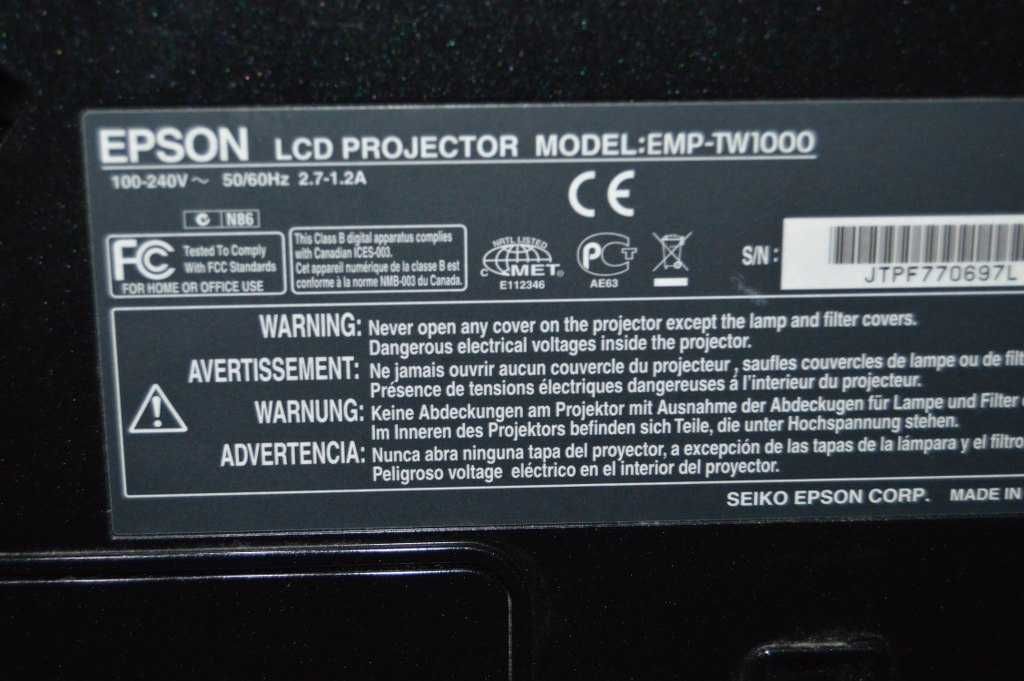 EPSON LCD PROJECTOR MODEL:EMP-TW1000
100-240V～ 50/60Hz 2.7-1.2A
CE
N86
FCC Tested To Comply
With FCC Standards
FOR HOME OR OFFICE USE
This Class B digital apparatus complies
with Canadian ICES-003.
Cet appareil numérique de la classe B est
conforme à la norme NMB-003 du Canada.
NRTL LISTED
C MET®
E112346
PCT
AE63
S/N:
JTPF770697L
WARNING: Never open any cover on the projector except the lamp and filter covers.
Dangerous electrical voltages inside the projector.
AVERTISSEMENT: Ne jamais ouvrir aucun couvercle du projecteur , saufles couvercles de lampe ou de filt
Présence de tensions électriques dangereuses á l'interieur du projecteur.
WARNUNG: Keine Abdeckungen am Projektor mit Ausnahme der Abdeckugen für Lampe und Filter
Im Inneren des Projektors befinden sich Teile, die unter Hochspannung stehen.
ADVERTENCIA: Nunca abra ninguna tapa del proyector, a excepción de las tapas de la lámpara y el filtro
Peligroso voltage eléctrico en el interior del proyector.
SEIKO EPSON CORP. MADE IN